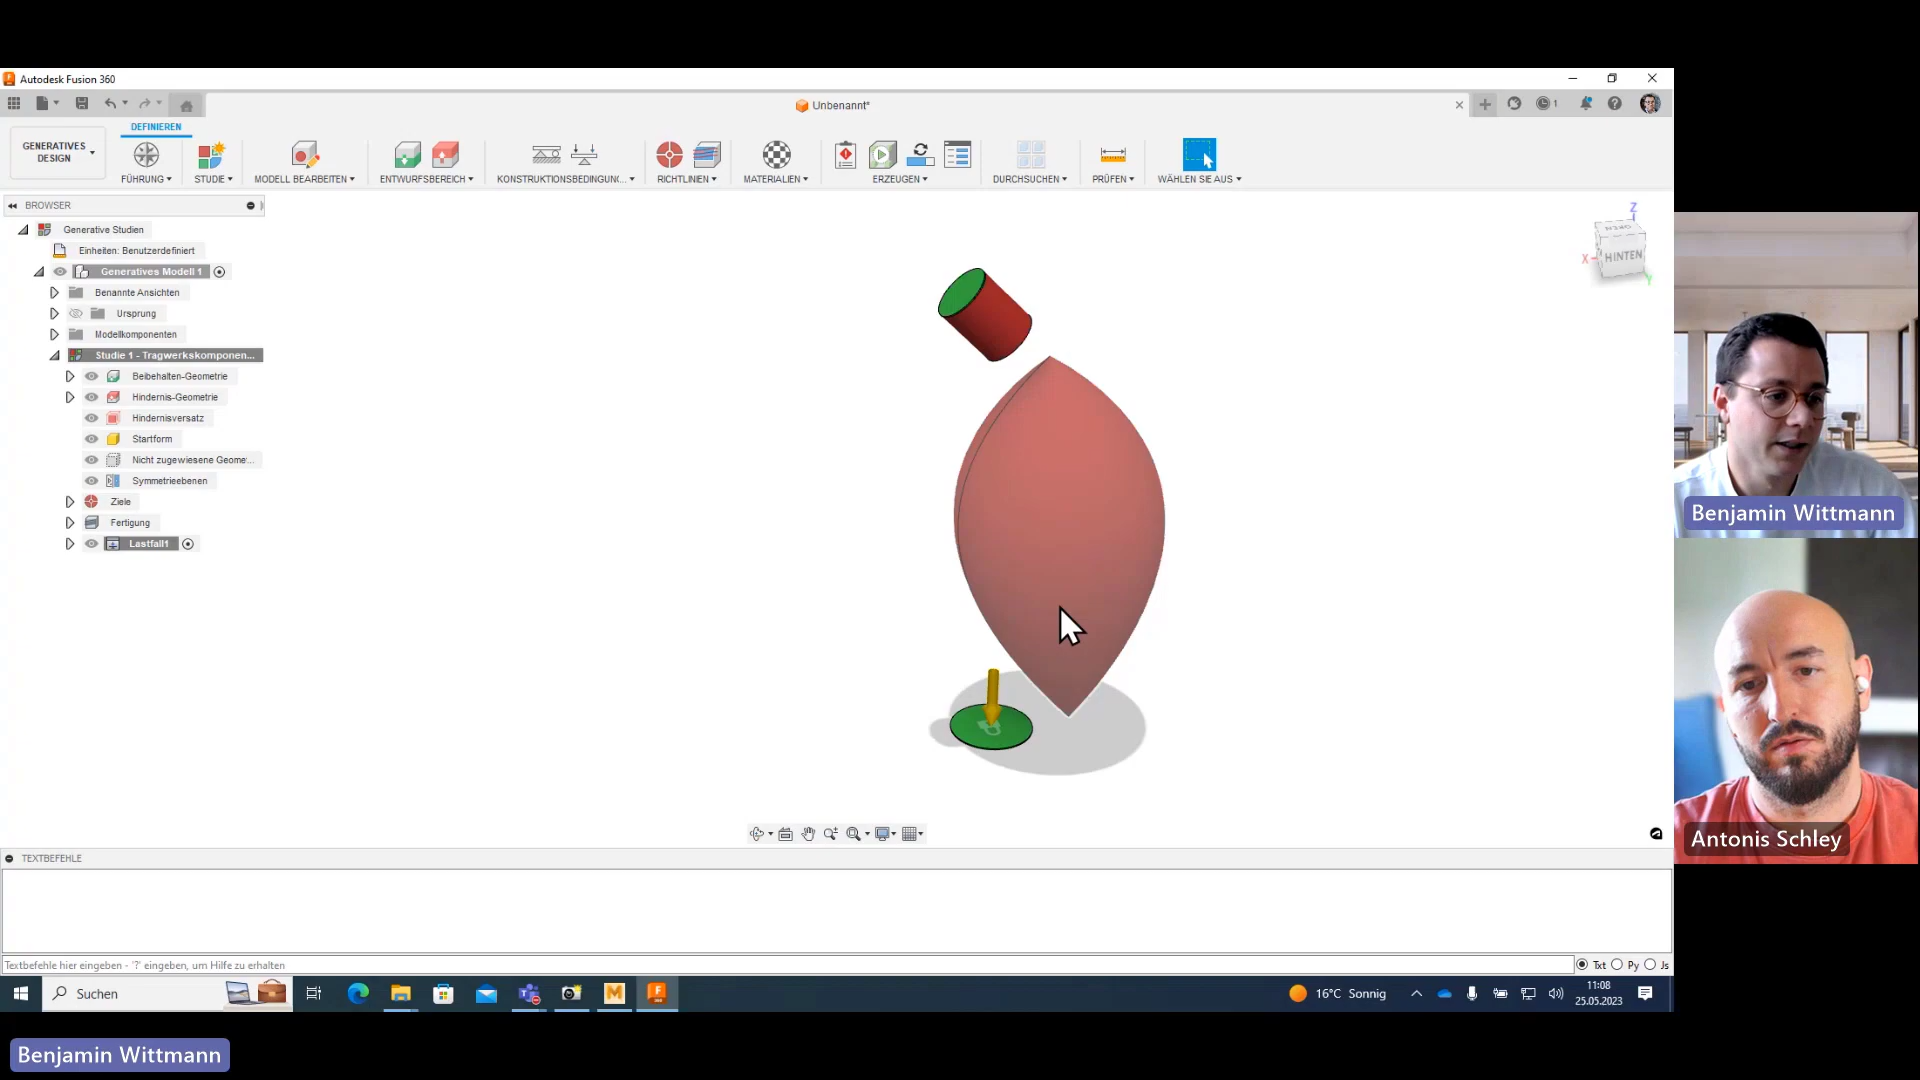 Autodesk Fusion 360
Unbenannt*
1
DEFINIEREN
GENERATIVES
DESIGN
FÜHRUNG
STUDIE
MODELL BEARBEITEN
ENTWURFSBEREICH
KONSTRUKTIONSBEDINGUN...
RICHTLINIEN
MATERIALIEN
ERZEUGEN
DURCHSUCHEN
PRÜFEN
WÄHLEN SIE AUS
BROWSER
Generative Studien
Einheiten: Benutzerdefiniert
Generatives Modell 1
Benannte Ansichten
Ursprung
Modellkomponenten
Studie 1 - Tragwerkskomponen...
Beibehalten-Geometrie
Hindernis-Geometrie
Hindernisversatz
Startform
Nicht zugewiesene Geome...
Symmetrieebenen
Ziele
Fertigung
Lastfall1
Z
X
Y
HINTEN
Benjamin Wittmann
Antonis Schley
TEXTBEFEHLE
Textbefehle hier eingeben - '?' eingeben, um Hilfe zu erhalten
Txt Py Js
Suchen
16°C Sonnig
11:08
25.05.2023
Benjamin Wittmann